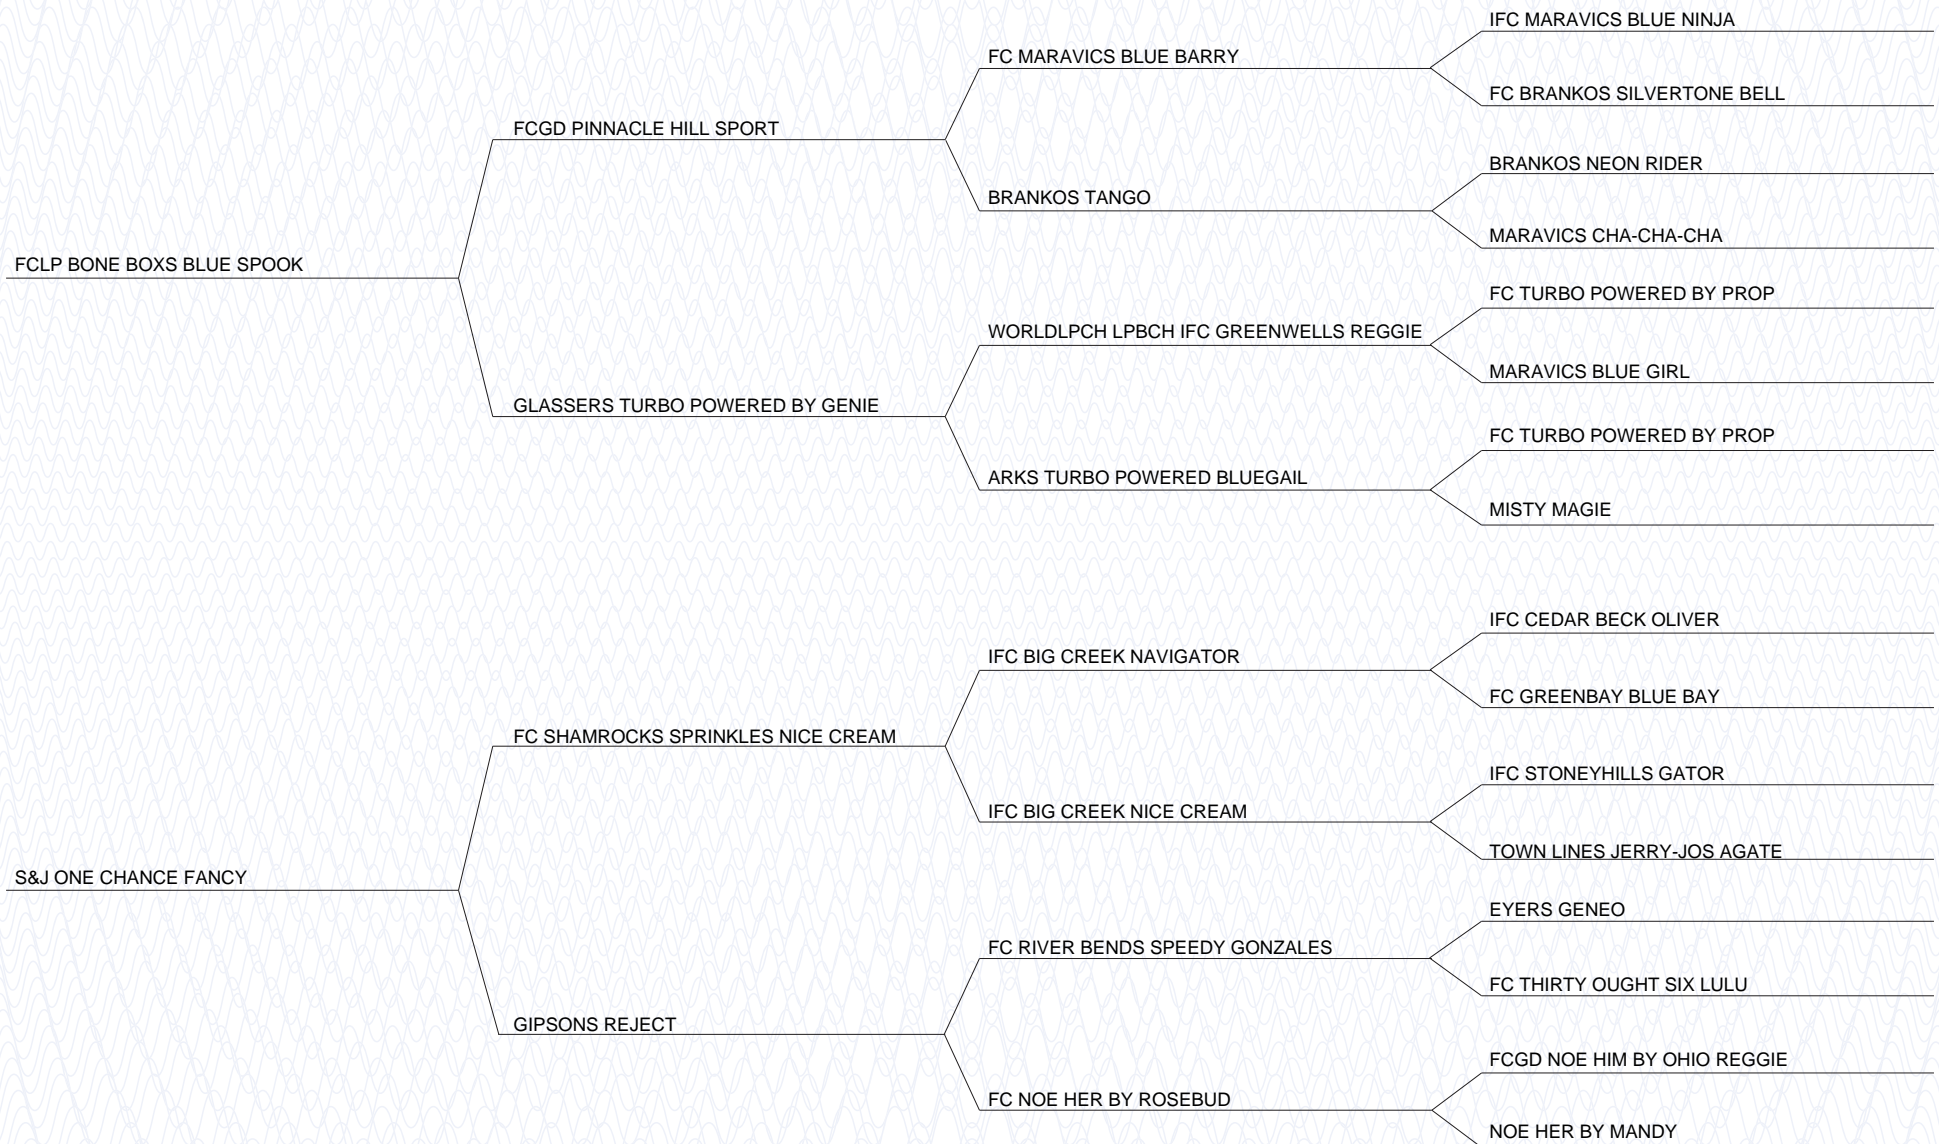 IFC MARAVICS BLUE NINJA
FC MARAVICS BLUE BARRY
FC BRANKOS SILVERTONE BELL
FCGD PINNACLE HILL SPORT
BRANKOS NEON RIDER
BRANKOS TANGO
MARAVICS CHA-CHA-CHA
FCLP BONE BOXS BLUE SPOOK
FC TURBO POWERED BY PROP
WORLDLPCH LPBCH IFC GREENWELLS REGGIE
MARAVICS BLUE GIRL
GLASSERS TURBO POWERED BY GENIE
FC TURBO POWERED BY PROP
ARKS TURBO POWERED BLUEGAIL
MISTY MAGIE
IFC CEDAR BECK OLIVER
IFC BIG CREEK NAVIGATOR
FC GREENBAY BLUE BAY
FC SHAMROCKS SPRINKLES NICE CREAM
IFC STONEYHILLS GATOR
IFC BIG CREEK NICE CREAM
TOWN LINES JERRY-JOS AGATE
S&J ONE CHANCE FANCY
EYERS GENEO
FC RIVER BENDS SPEEDY GONZALES
FC THIRTY OUGHT SIX LULU
GIPSONS REJECT
FCGD NOE HIM BY OHIO REGGIE
FC NOE HER BY ROSEBUD
NOE HER BY MANDY